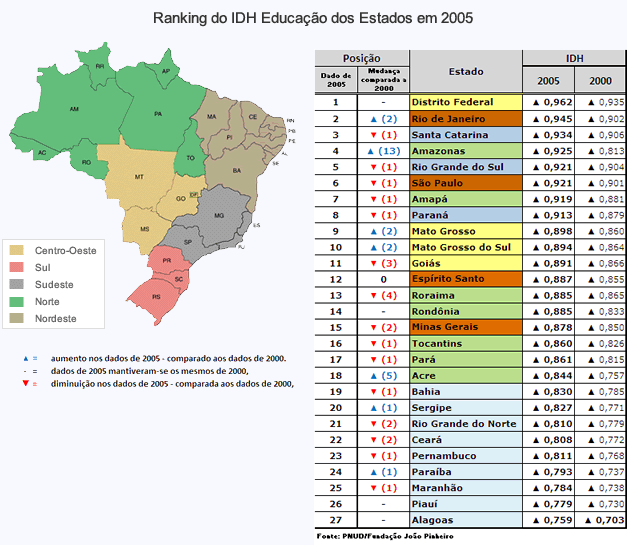 Ranking do IDH Educação dos Estados em 2005
RR
AP
AM
PA
MA
CE
RN
PB
PE
AL
SE
PI
AC
RO
TO
BA
MT
GO
DF
MG
ES
MS
SP
RJ
PR
SC
RS
Centro-Oeste
Sul
Sudeste
Norte
Nordeste
▲ = aumento nos dados de 2005 - comparado aos dados de 2000.
- = dados de 2005 mantiveram-se os mesmos de 2000,
▼ = diminuição nos dados de 2005 - comparada aos dados de 2000,
Posição Estado IDH
Dado de 2005 Mudança comparada a 2000 2005 2000
1 - Distrito Federal ▲ 0,962 ▲ 0,935
2 ▲ (2) Rio de Janeiro ▲ 0,945 ▲ 0,902
3 ▼ (1) Santa Catarina ▲ 0,934 ▲ 0,906
4 ▲ (13) Amazonas ▲ 0,925 ▲ 0,813
5 ▼ (1) Rio Grande do Sul ▲ 0,921 ▲ 0,904
6 ▼ (1) São Paulo ▲ 0,921 ▲ 0,901
7 ▼ (1) Amapá ▲ 0,919 ▲ 0,881
8 ▼ (1) Paraná ▲ 0,913 ▲ 0,879
9 ▲ (2) Mato Grosso ▲ 0,898 ▲ 0,860
10 ▲ (2) Mato Grosso do Sul ▲ 0,894 ▲ 0,864
11 ▼ (3) Goiás ▲ 0,891 ▲ 0,866
12 0 Espírito Santo ▲ 0,887 ▲ 0,855
13 ▼ (4) Roraima ▲ 0,885 ▲ 0,865
14 - Rondônia ▲ 0,885 ▲ 0,833
15 ▼ (2) Minas Gerais ▲ 0,878 ▲ 0,850
16 ▼ (1) Tocantins ▲ 0,860 ▲ 0,826
17 ▼ (1) Pará ▲ 0,861 ▲ 0,815
18 ▲ (5) Acre ▲ 0,844 ▲ 0,757
19 ▼ (1) Bahia ▲ 0,830 ▲ 0,785
20 ▲ (1) Sergipe ▲ 0,827 ▲ 0,771
21 ▼ (2) Rio Grande do Norte ▲ 0,810 ▲ 0,779
22 ▼ (2) Ceará ▲ 0,808 ▲ 0,772
23 ▼ (1) Pernambuco ▲ 0,811 ▲ 0,768
24 ▲ (1) Paraíba ▲ 0,793 ▲ 0,737
25 ▼ (1) Maranhão ▲ 0,784 ▲ 0,738
26 - Piauí ▲ 0,779 ▲ 0,730
27 - Alagoas ▲ 0,759 ▲ 0,703
Fonte: PNUD/Fundação João Pinheiro